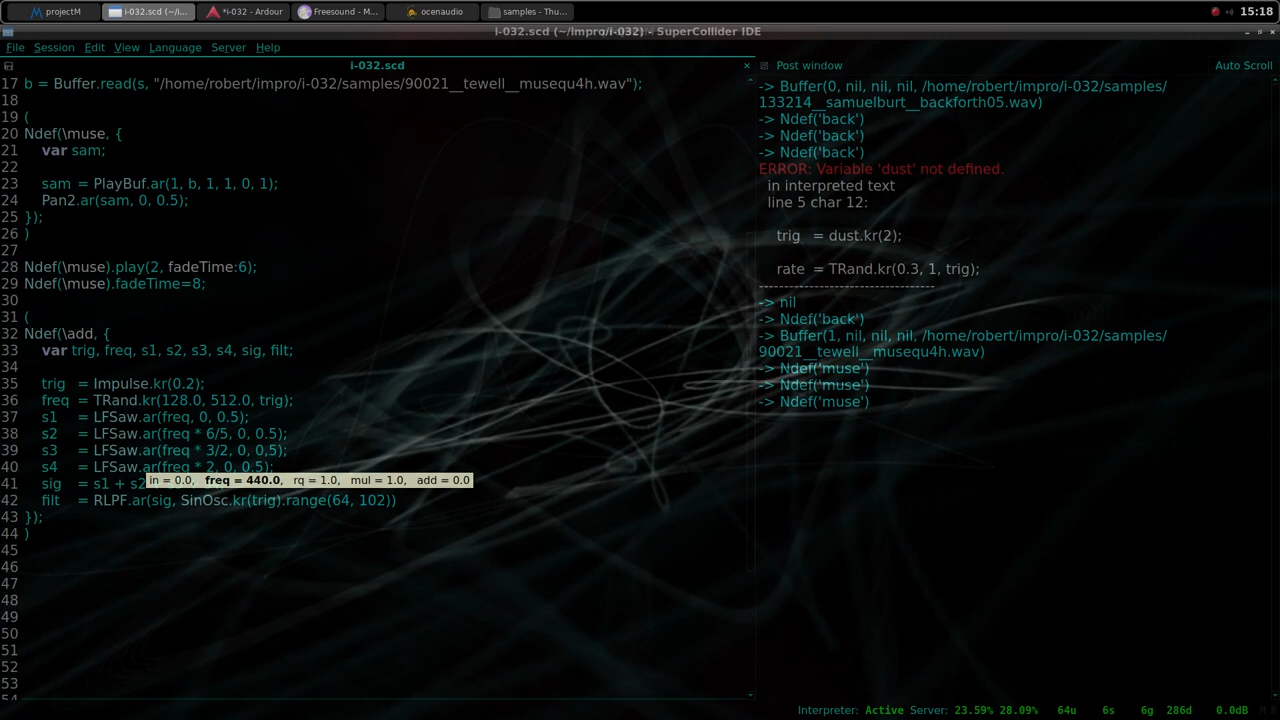 projectM
i-032.scd (~/i...
*i-032 - Ardour
Freesound - M...
ocenaudio
samples - Thu...
15:18
i-032.scd (~/impro/i-032) - SuperCollider IDE
File Session Edit View Language Server Help
i-032.scd
17 b = Buffer.read(s, "/home/robert/impro/i-032/samples/90021__tewell__musequ4h.wav");
18
19 (
20 Ndef(\muse, {
21 var sam;
22
23 sam = PlayBuf.ar(1, b, 1, 1, 0, 1);
24 Pan2.ar(sam, 0, 0.5);
25 });
26 )
27
28 Ndef(\muse).play(2, fadeTime:6);
29 Ndef(\muse).fadeTime=8;
30
31 (
32 Ndef(\add, {
33 var trig, freq, s1, s2, s3, s4, sig, filt;
34
35 trig = Impulse.kr(0.2);
36 freq = TRand.kr(128.0, 512.0, trig);
37 s1 = LFSaw.ar(freq, 0, 0.5);
38 s2 = LFSaw.ar(freq * 6/5, 0, 0.5);
39 s3 = LFSaw.ar(freq * 3/2, 0, 0,5);
40 s4 = LFSaw.ar(freq * 2, 0, 0.5);
41 sig = s1 + s2
in = 0.0, freq = 440.0, rq = 1.0, mul = 1.0, add = 0.0
42 filt = RLPF.ar(sig, SinOsc.kr(trig).range(64, 102))
43 });
44 )
45
46
47
48
49
50
51
52
53
54
Post window
Auto Scroll
-> Buffer(0, nil, nil, nil, /home/robert/impro/i-032/samples/
133214__samuelburt__backforth05.wav)
-> Ndef('back')
-> Ndef('back')
-> Ndef('back')
ERROR: Variable 'dust' not defined.
in interpreted text
line 5 char 12:
trig = dust.kr(2);
rate = TRand.kr(0.3, 1, trig);
-----------------------------------
-> nil
-> Ndef('back')
-> Buffer(1, nil, nil, nil, /home/robert/impro/i-032/samples/
90021__tewell__musequ4h.wav)
-> Ndef('muse')
-> Ndef('muse')
-> Ndef('muse')
Interpreter: Active Server: 23.59% 28.09% 64u 6s 6g 286d 0.0dB